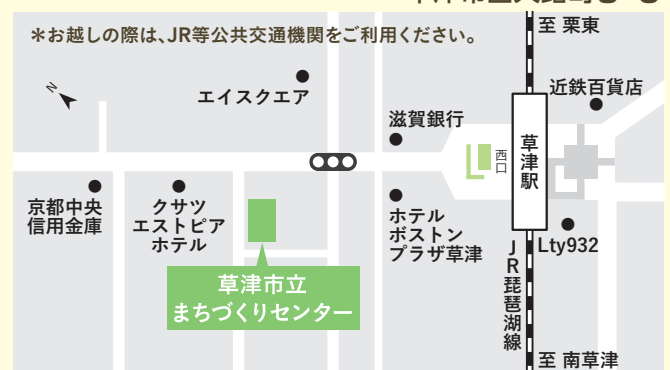 *お越しの際は、JR等公共交通機関をご利用ください。
至 栗東
N
エイスクエア
近鉄百貨店
滋賀銀行
西口
草津駅
京都中央
信用金庫
クサツ
エストピア
ホテル
ホテル
ボストン
プラザ草津
Lty932
草津市立
まちづくりセンター
JR琵琶湖線
至 南草津